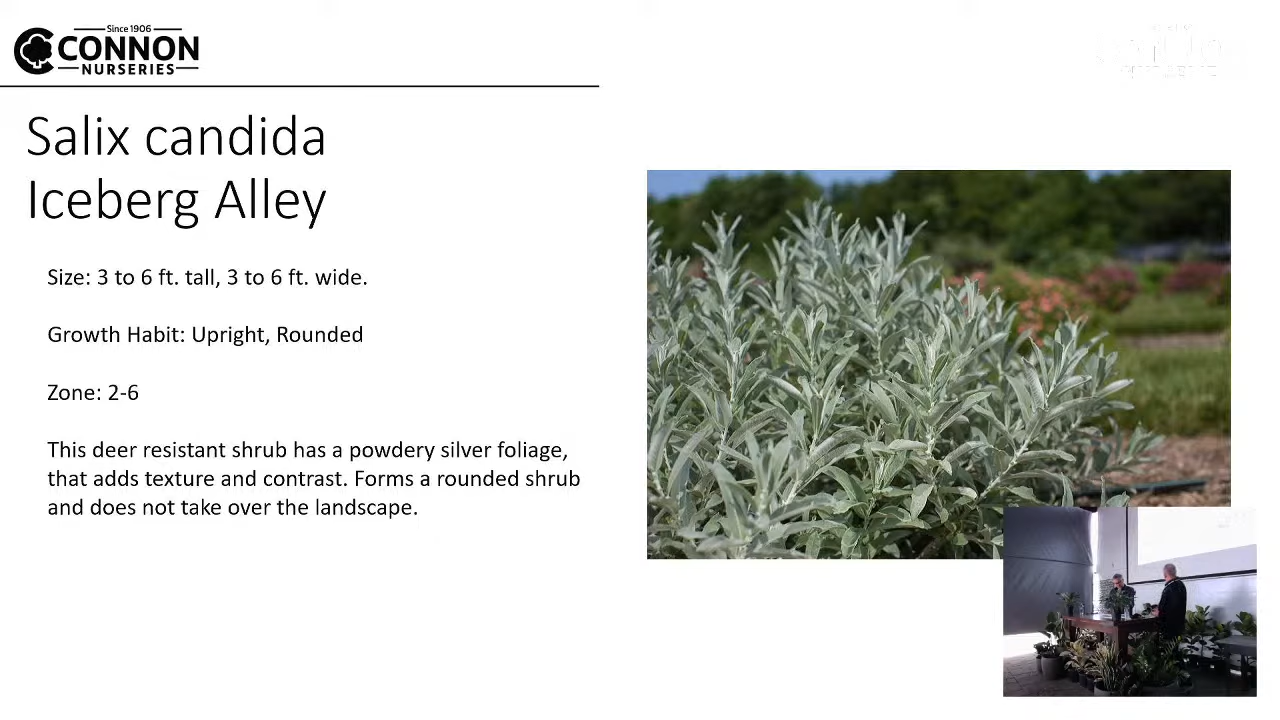 Since 1906
CONNON
NURSERIES
Salix candida
Iceberg Alley
Size: 3 to 6 ft. tall, 3 to 6 ft. wide.
Growth Habit: Upright, Rounded
Zone: 2-6
This deer resistant shrub has a powdery silver foliage,
that adds texture and contrast. Forms a rounded shrub
and does not take over the landscape.